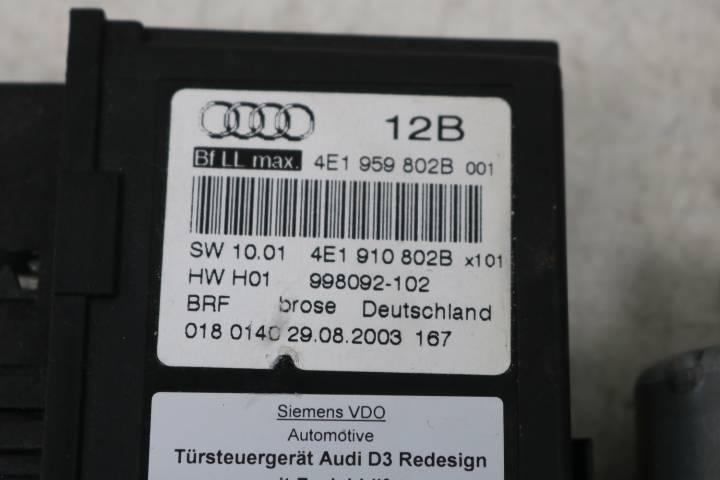 12B
Bf LL max. 4E1 959 802B 001
SW 10.01 4E1 910 802B x101
HW H01 998092-102
BRF brose Deutschland
018 0140 29.08.2003 167
Siemens VDO
Automotive
Türsteuergerät Audi D3 Redesign